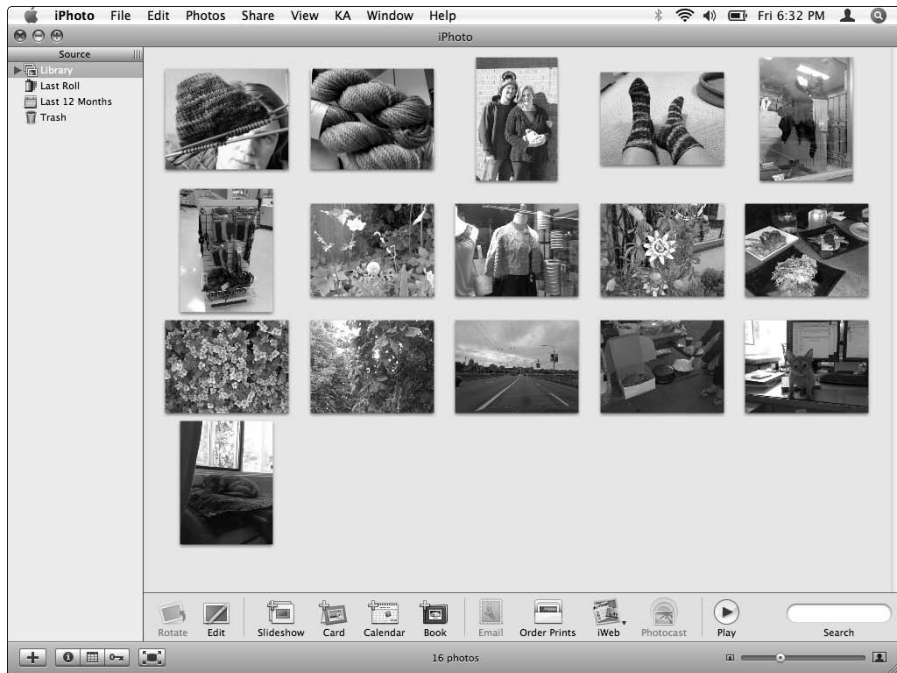 iPhoto File Edit Photos Share View KA Window Help Fri 6:32 PM
iPhoto
Source
Library
Last Roll
Last 12 Months
Trash
Rotate Edit Slideshow Card Calendar Book Email Order Prints iWeb Photocast Play Search
16 photos